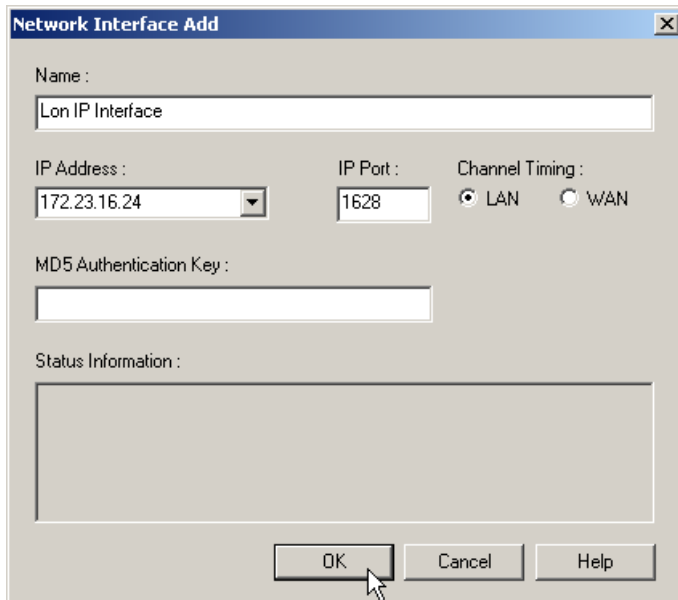 Network Interface Add
Name :
Lon IP Interface
IP Address : IP Port : Channel Timing :
172.23.16.24 1628 LAN WAN
MD5 Authentication Key :
Status Information :
OK Cancel Help